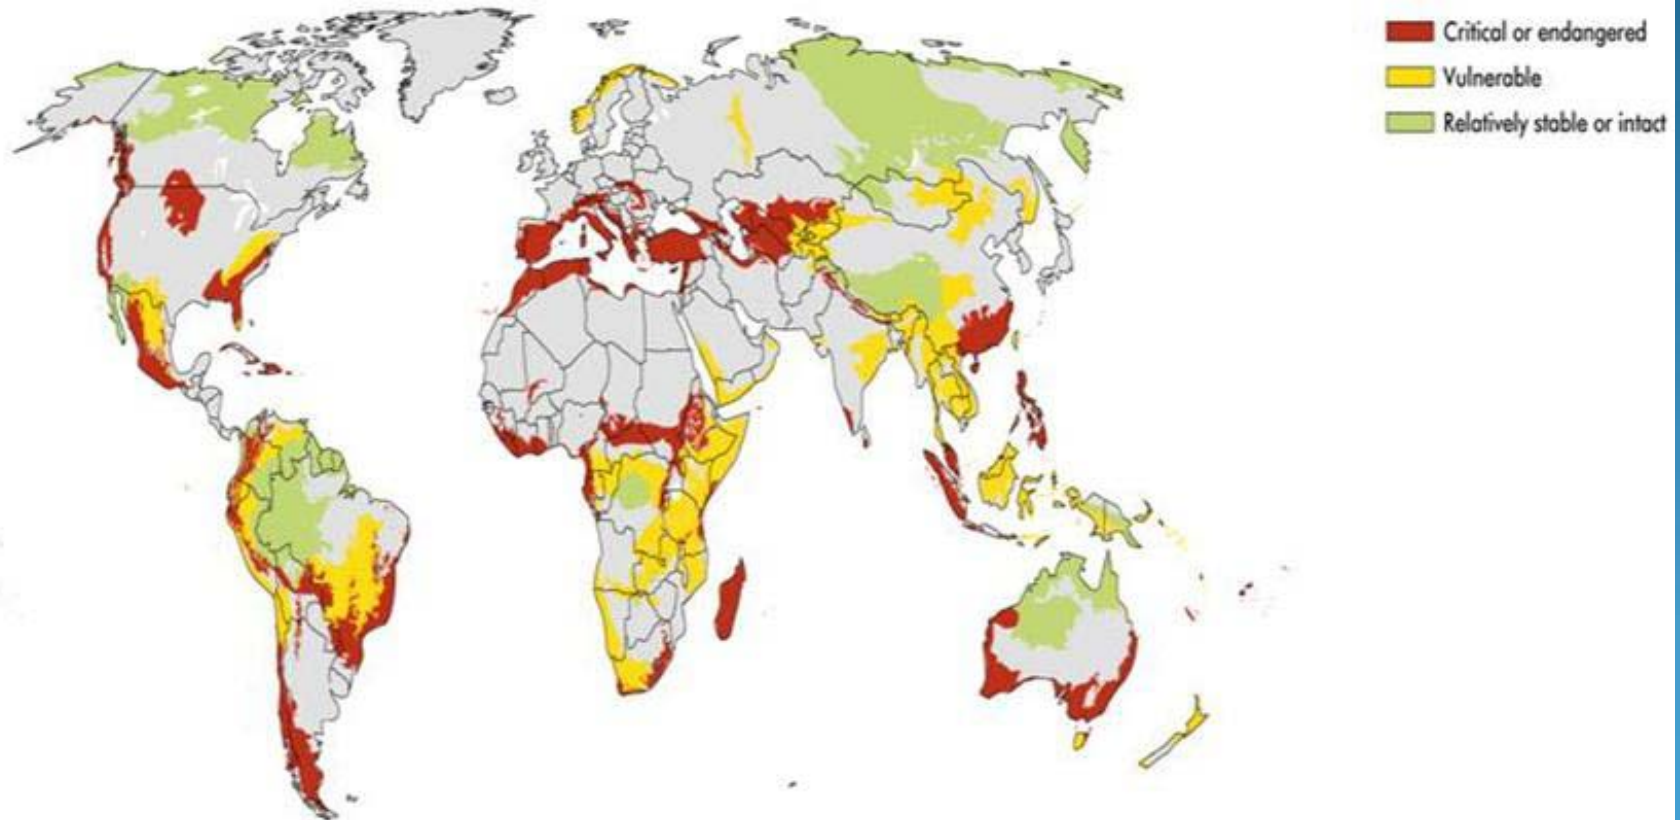 Critical or endangered
Vulnerable
Relatively stable or intact